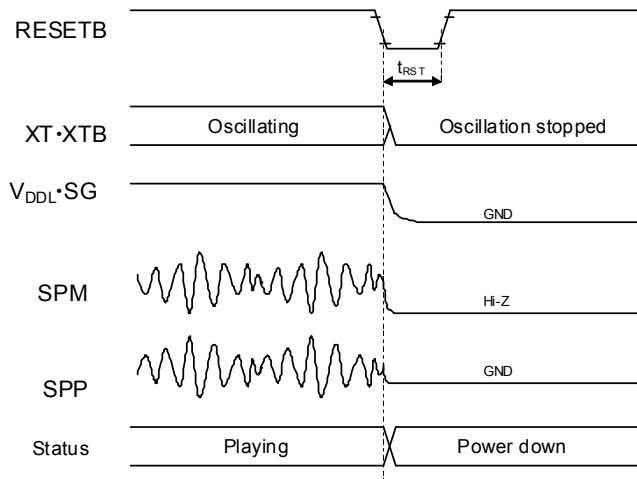 RESETB
tRST
XT·XTB
Oscillating
Oscillation stopped
VDDL·SG
GND
SPM
Hi-Z
SPP
GND
Status
Playing
Power down